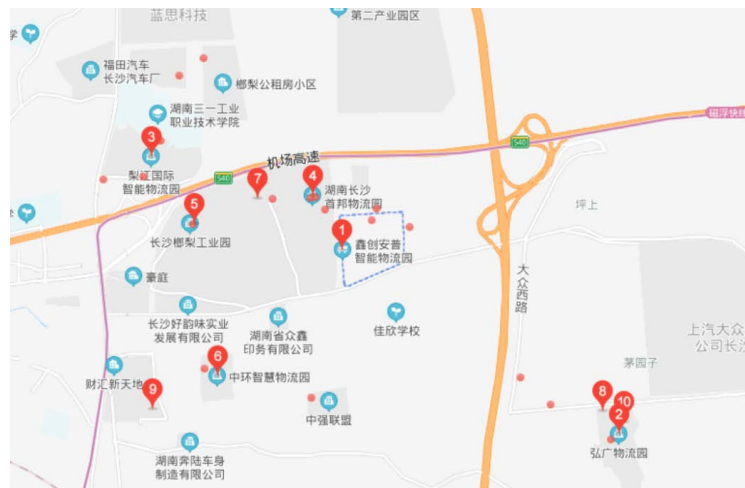 蓝思科技
第二产业园区
学
福田汽车
长沙汽车厂
榔梨公租房小区
湖南三一工业
职业技术学院
磁浮快线
S40
3
梨江国际
智能物流园
机场高速
S40
7
4
湖南长沙
首邦物流园
学
5
坪上
长沙榔梨工业园
1
鑫创安普
智能物流园
大众西路
豪庭
长沙好韵味实业
发展有限公司
湖南省众鑫
印务有限公司
佳欣学校
上汽大众
公司长沙
6
中环智慧物流园
茅园子
财汇新天地
9
8
10
2
中强联盟
弘广物流园
湖南奔陆车身
制造有限公司